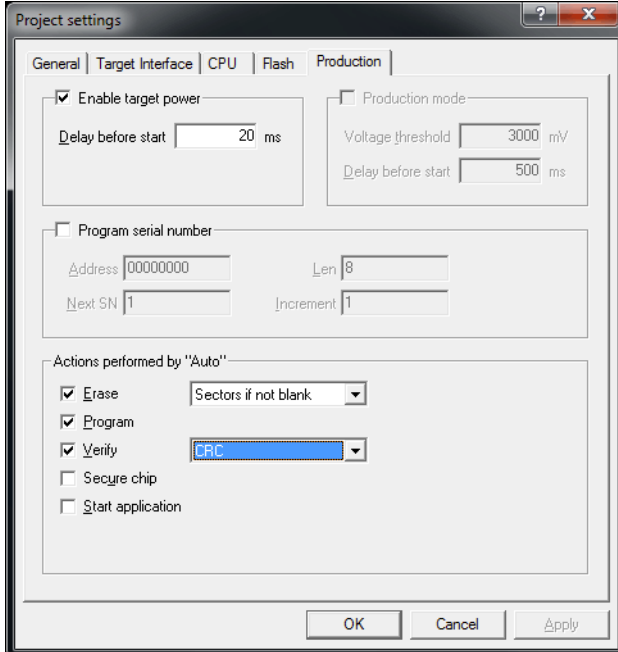 Project settings
General Target Interface CPU Flash Production
Enable target power
Delay before start 20 ms
Production mode
Voltage threshold 3000 mV
Delay before start 500 ms
Program serial number
Address 00000000 Len 8
Next SN 1 Increment 1
Actions performed by "Auto"
Erase Sectors if not blank
Program
Verify CRC
Secure chip
Start application
OK Cancel Apply